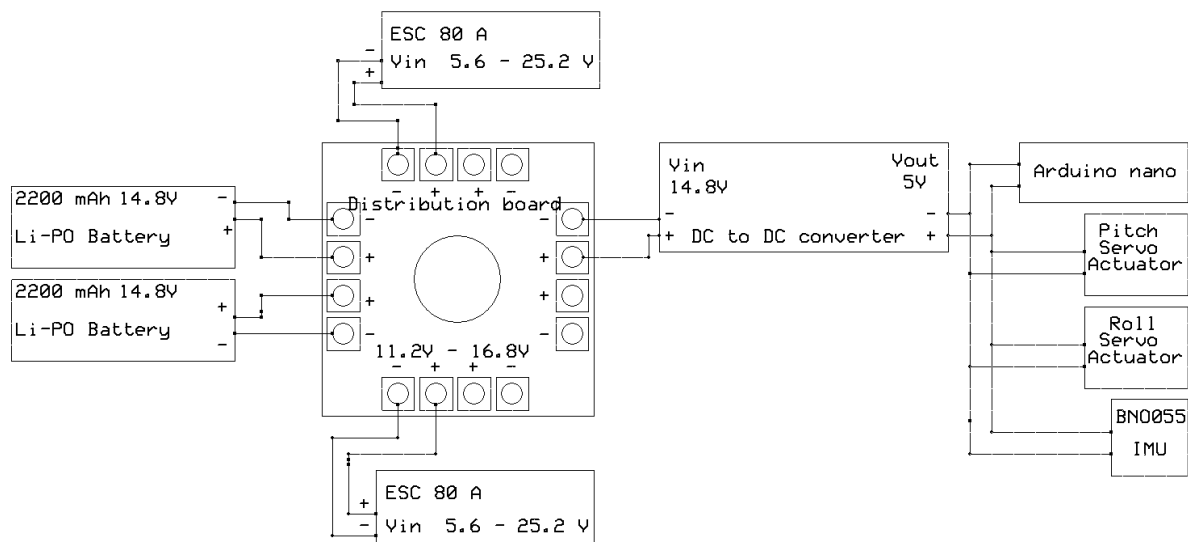 ESC 80 A
- Vin 5.6 - 25.2 V
+
Vin
14.8V
Vout
5V
-
+ DC to DC converter
-
+
Arduino nano
Pitch
Servo
Actuator
Roll
Servo
Actuator
BNO055
IMU
2200 mAh 14.8V -
+
Li-PO Battery
2200 mAh 14.8V
+
Li-PO Battery
-
- + + -
Distribution board
- -
+ +
+ +
- -
11.2V - 16.8V
- + + -
ESC 80 A
+
- Vin 5.6 - 25.2 V